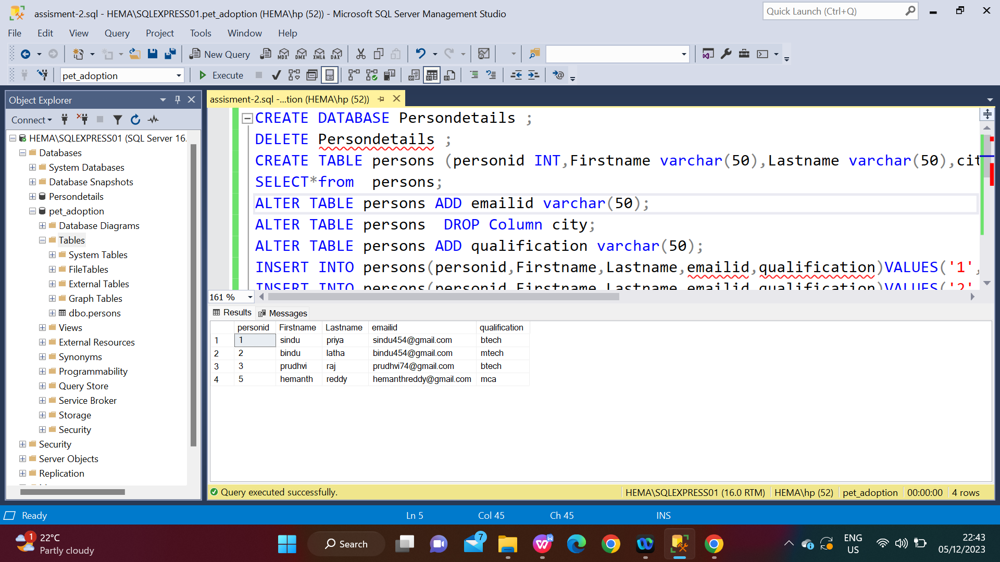 assisment-2.sql - HEMA\SQLEXPRESS01.pet_adoption (HEMA\hp (52)) - Microsoft SQL Server Management Studio
Quick Launch (Ctrl+Q)
File Edit View Query Project Tools Window Help
New Query MDX DMX XMLA DAX
pet_adoption Execute
Object Explorer
Connect
HEMA\SQLEXPRESS01 (SQL Server 16.
Databases
System Databases
Database Snapshots
Persondetails
pet_adoption
Database Diagrams
Tables
System Tables
FileTables
External Tables
Graph Tables
dbo.persons
Views
External Resources
Synonyms
Programmability
Query Store
Service Broker
Storage
Security
Security
Server Objects
Replication
assisment-2.sql -...tion (HEMA\hp (52))
CREATE DATABASE Persondetails ;
DELETE Persondetails ;
CREATE TABLE persons (personid INT,Firstname varchar(50),Lastname varchar(50),cit
SELECT*from  persons;
ALTER TABLE persons ADD emailid varchar(50);
ALTER TABLE persons  DROP Column city;
ALTER TABLE persons ADD qualification varchar(50);
INSERT INTO persons(personid,Firstname,Lastname,emailid,qualification)VALUES('1',
INSERT INTO persons(personid,Firstname,Lastname,emailid,qualification)VALUES('2'
161 %
Results Messages
personid Firstname Lastname emailid qualification
1 1 sindu priya sindu454@gmail.com btech
2 2 bindu latha bindu454@gmail.com mtech
3 3 prudhvi raj prudhvi74@gmail.com btech
4 5 hemanth reddy hemanthreddy@gmail.com mca
Query executed successfully. HEMA\SQLEXPRESS01 (16.0 RTM) HEMA\hp (52) pet_adoption 00:00:00 4 rows
Ready Ln 5 Col 45 Ch 45 INS
1 22°C
Partly cloudy
Search
7
ENG
US
22:43
05/12/2023